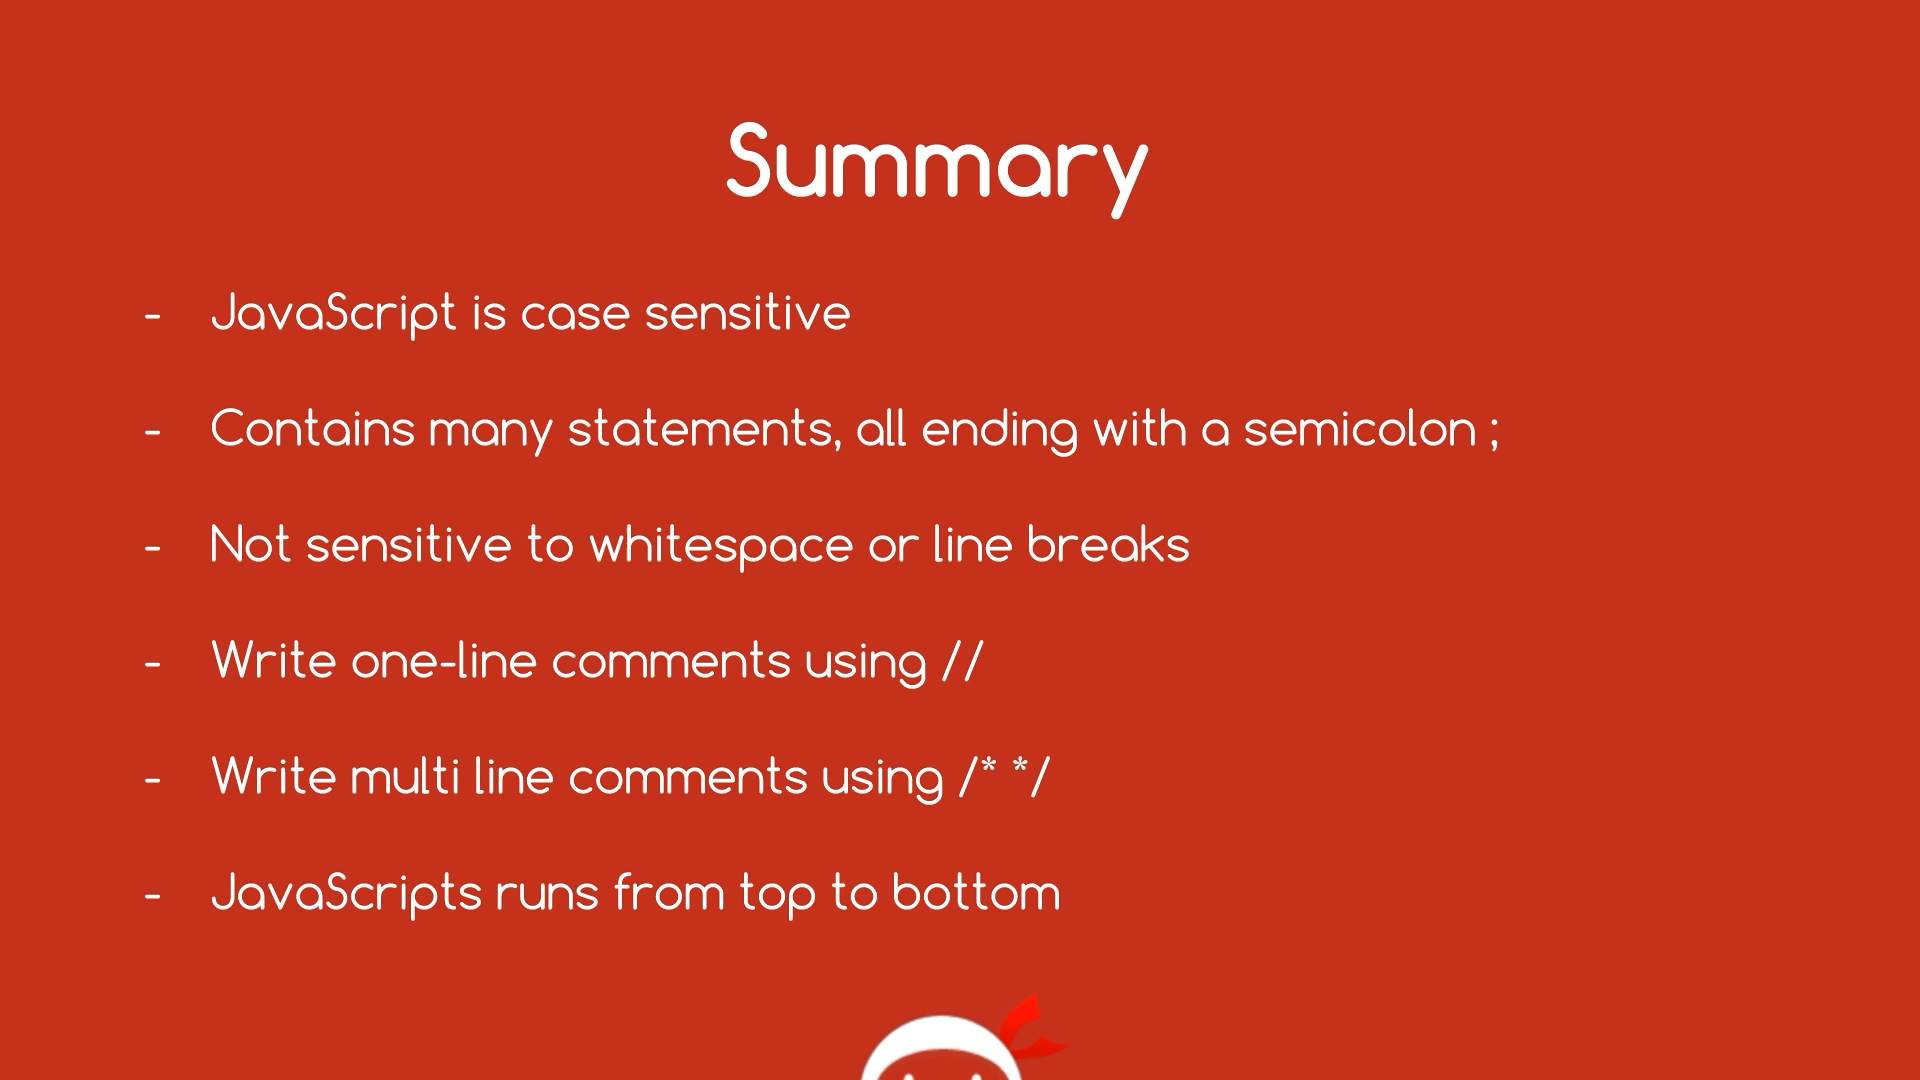 Summary
- JavaScript is case sensitive
- Contains many statements, all ending with a semicolon ;
- Not sensitive to whitespace or line breaks
- Write one-line comments using //
- Write multi line comments using /* */
- JavaScripts runs from top to bottom